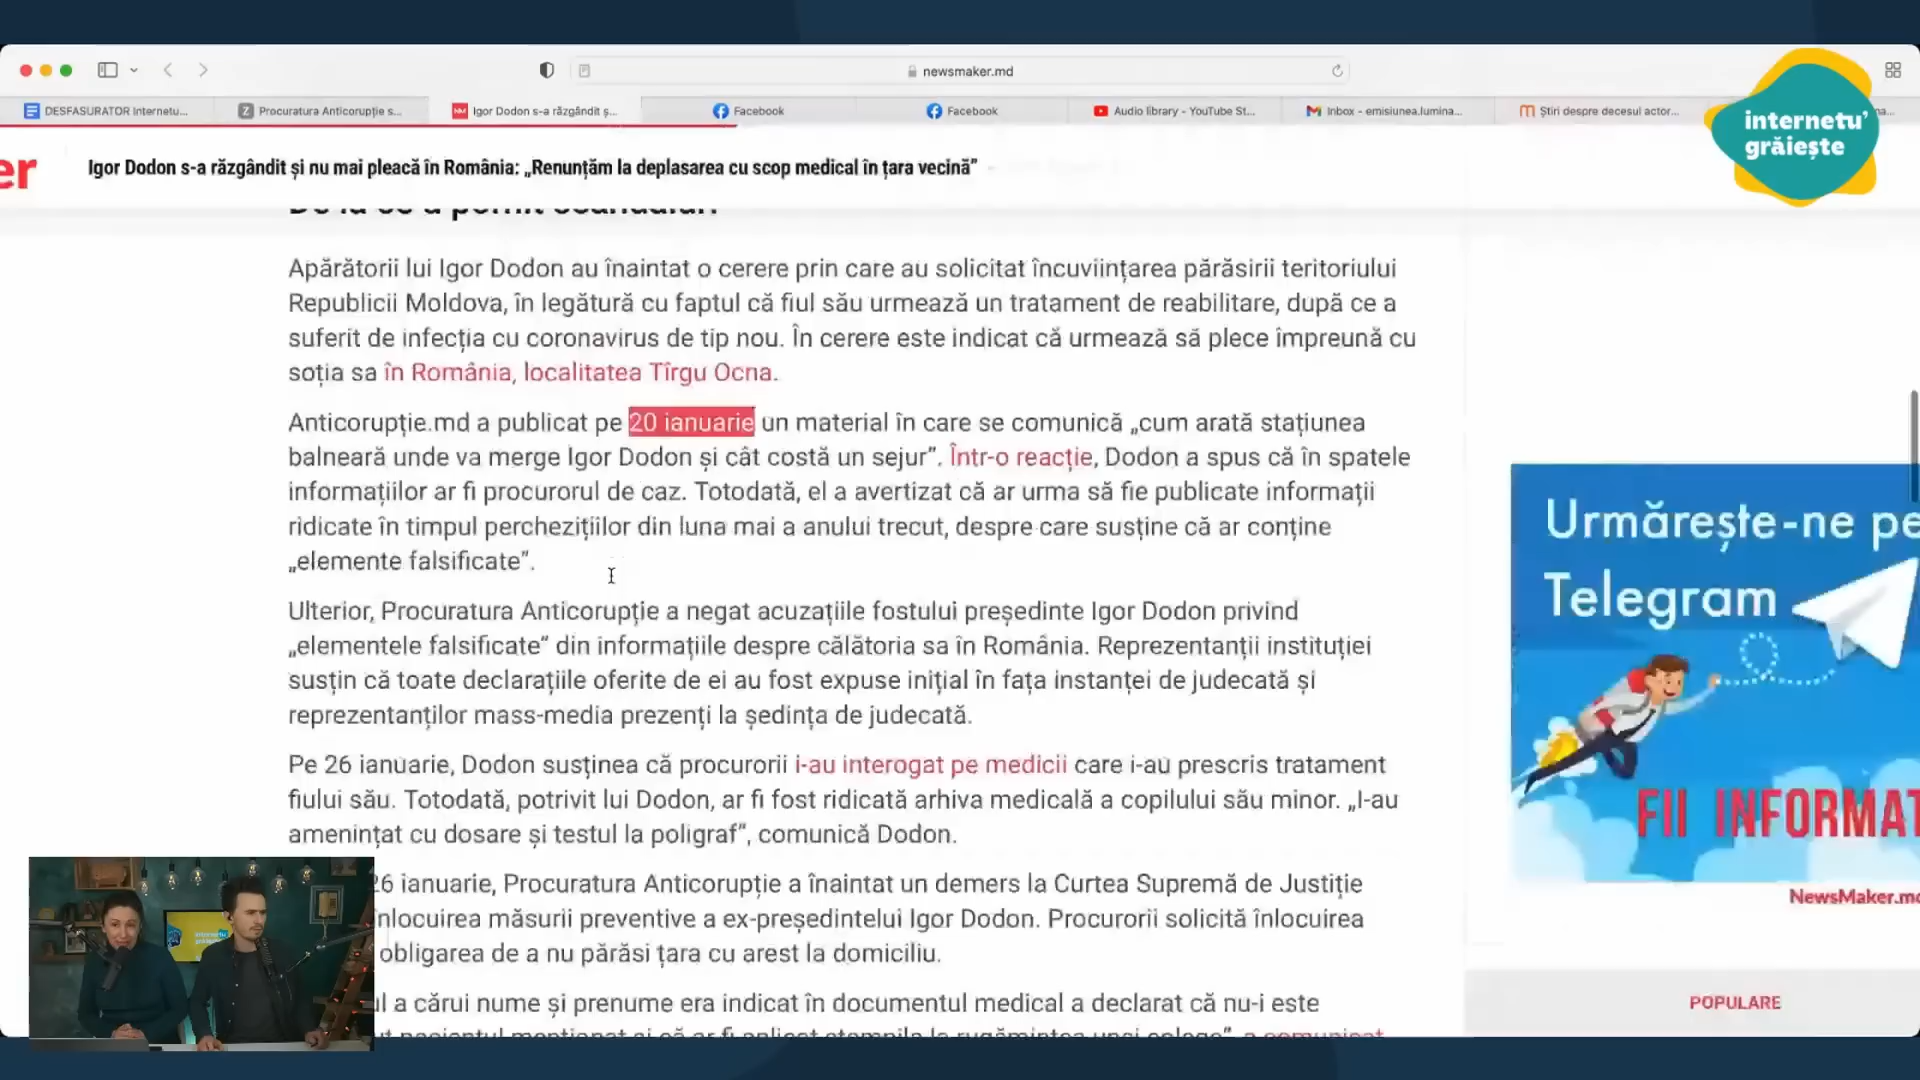 newsmaker.md
DESFASURATOR Internetu...
Procuratura Anticorupție s...
Igor Dodon s-a răzgândit ș...
Facebook
Facebook
Audio library - YouTube St...
Inbox - emisiunea.lumina...
Știri despre decesul actor...
internetu'
grăiește
er
Igor Dodon s-a răzgândit și nu mai pleacă în România: „Renunțăm la deplasarea cu scop medical în țara vecină”
Apărătorii lui Igor Dodon au înaintat o cerere prin care au solicitat încuviințarea părăsirii teritoriului
Republicii Moldova, în legătură cu faptul că fiul său urmează un tratament de reabilitare, după ce a
suferit de infecția cu coronavirus de tip nou. În cerere este indicat că urmează să plece împreună cu
soția sa în România, localitatea Tîrgu Ocna.
Anticorupție.md a publicat pe 20 ianuarie un material în care se comunică „cum arată stațiunea
balneară unde va merge Igor Dodon și cât costă un sejur”. Într-o reacție, Dodon a spus că în spatele
informațiilor ar fi procurorul de caz. Totodată, el a avertizat că ar urma să fie publicate informații
ridicate în timpul perchezițiilor din luna mai a anului trecut, despre care susține că ar conține
„elemente falsificate”.
Ulterior, Procuratura Anticorupție a negat acuzațiile fostului președinte Igor Dodon privind
„elementele falsificate” din informațiile despre călătoria sa în România. Reprezentanții instituției
susțin că toate declarațiile oferite de ei au fost expuse inițial în fața instanței de judecată și
reprezentanților mass-media prezenți la ședința de judecată.
Pe 26 ianuarie, Dodon susținea că procurorii i-au interogat pe medicii care i-au prescris tratament
fiului său. Totodată, potrivit lui Dodon, ar fi fost ridicată arhiva medicală a copilului său minor. „I-au
amenințat cu dosare și testul la poligraf”, comunică Dodon.
26 ianuarie, Procuratura Anticorupție a înaintat un demers la Curtea Supremă de Justiție
înlocuirea măsurii preventive a ex-președintelui Igor Dodon. Procurorii solicită înlocuirea
obligarea de a nu părăsi țara cu arest la domiciliu.
l a cărui nume și prenume era indicat în documentul medical a declarat că nu-i este
Urmărește-ne pe
Telegram
FII INFORMAT
NewsMaker.md
POPULARE